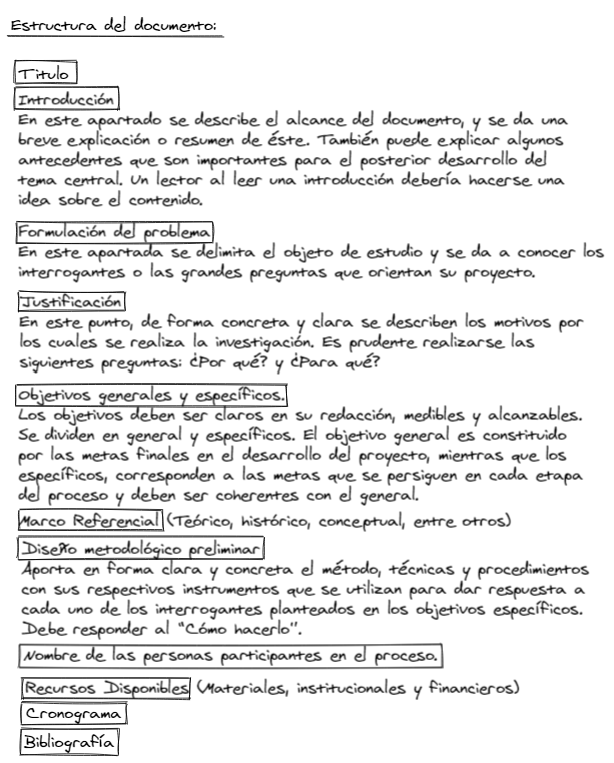 Estructura del documento:
Titulo
Introducción
En este apartado se describe el alcance del documento, y se da una
breve explicación o resumen de éste. También puede explicar algunos
antecedentes que son importantes para el posterior desarrollo del
tema central. Un lector al leer una introducción debería hacerse una
idea sobre el contenido.
Formulación del problema
En este apartada se delimita el objeto de estudio y se da a conocer los
interrogantes o las grandes preguntas que orientan su proyecto.
Justificación
En este punto, de forma concreta y clara se describen los motivos por
los cuales se realiza la investigación. Es prudente realizarse las
siguientes preguntas: ¿Por qué? y ¿Para qué?
Objetivos generales y específicos.
Los objetivos deben ser claros en su redacción, medibles y alcanzables.
Se dividen en general y específicos. El objetivo general es constituido
por las metas finales en el desarrollo del proyecto, mientras que los
específicos, corresponden a las metas que se persiguen en cada etapa
del proceso y deben ser coherentes con el general.
Marco Referencial (Teórico, histórico, conceptual, entre otros)
Diseño metodológico preliminar
Aporta en forma clara y concreta el método, técnicas y procedimientos
con sus respectivos instrumentos que se utilizan para dar respuesta a
cada uno de los interrogantes planteados en los objetivos específicos.
Debe responder al "Cómo hacerlo".
Nombre de las personas participantes en el proceso.
Recursos Disponibles (Materiales, institucionales y financieros)
Cronograma
Bibliografía